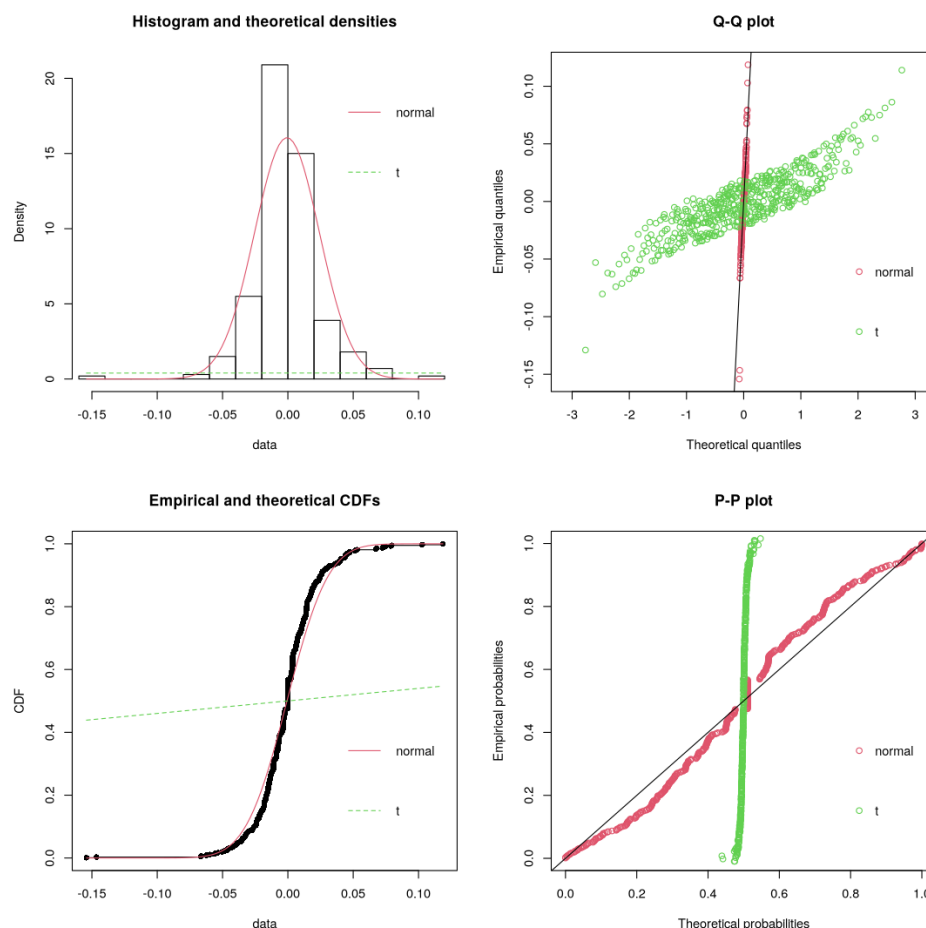 Histogram and theoretical densities
Density
20
15
10
5
0
normal
t
-0.15
-0.05
0.00
0.05
0.10
data
Q-Q plot
Empirical quantiles
0.10
0.05
0.00
-0.05
-0.10
-0.15
normal
t
-3
-2
-1
0
1
2
3
Theoretical quantiles
Empirical and theoretical CDFs
CDF
1.0
0.8
0.6
0.4
0.2
0.0
normal
t
-0.15
-0.05
0.00
0.05
0.10
data
P-P plot
Empirical probabilities
1.0
0.8
0.6
0.4
0.2
0.0
normal
t
0.0
0.2
0.4
0.6
0.8
1.0
Theoretical probabilities